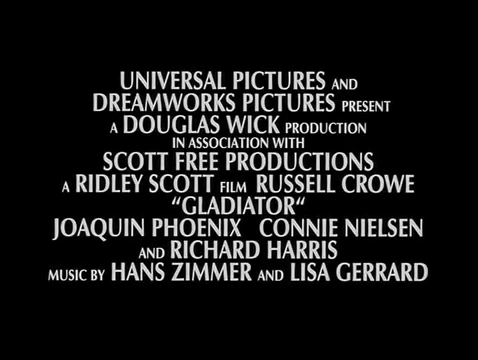 UNIVERSAL PICTURES AND
DREAMWORKS PICTURES PRESENT
A DOUGLAS WICK PRODUCTION
IN ASSOCIATION WITH
SCOTT FREE PRODUCTIONS
A RIDLEY SCOTT FILM RUSSELL CROWE
“GLADIATOR“
JOAQUIN PHOENIX CONNIE NIELSEN
AND RICHARD HARRIS
MUSIC BY HANS ZIMMER AND LISA GERRARD